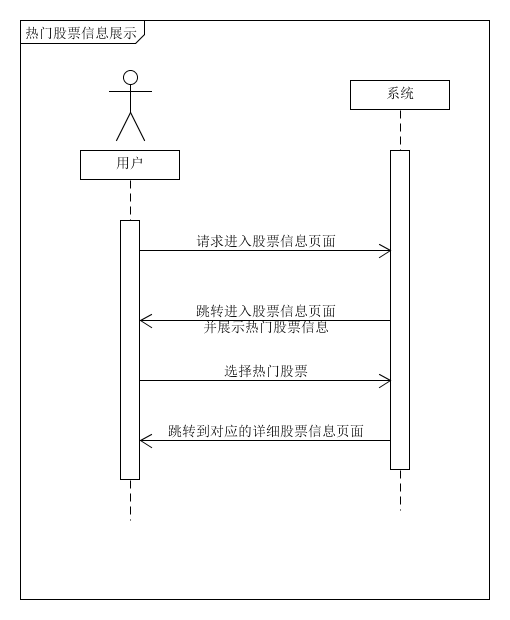 热门股票信息展示
系统
用户
请求进入股票信息页面
跳转进入股票信息页面
并展示热门股票信息
选择热门股票
跳转到对应的详细股票信息页面